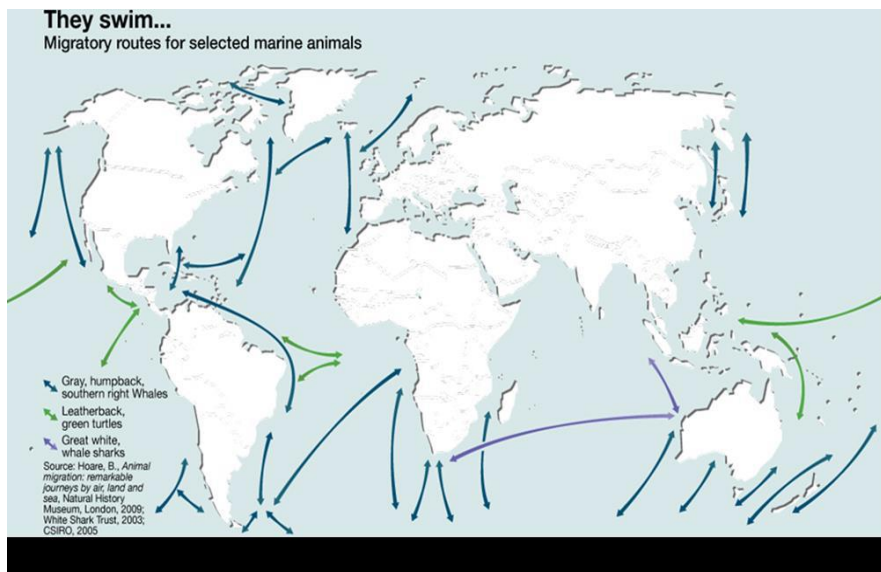 They swim...
Migratory routes for selected marine animals
Gray, humpback,
southern right Whales
Leatherback,
green turtles
Great white,
whale sharks
Source: Hoare, B., Animal
migration: remarkable
journeys by air, land and
sea, Natural History
Museum, London, 2009;
White Shark Trust, 2003;
CSIRO, 2005